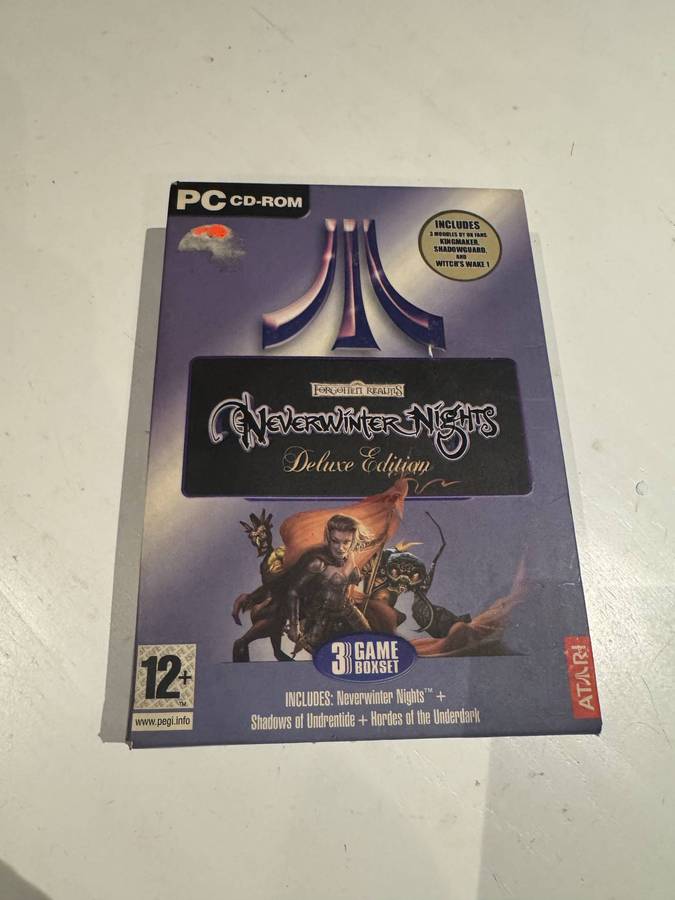 PC CD-ROM
INCLUDES
3 MODULES BY UK FANS
KINGMAKER,
SHADOWGUARD,
AND
WITCH'S WAKE 1
FORGOTTEN REALMS
NEVERWINTER NIGHTS
Deluxe Edition
3 GAME
BOXSET
12+
™
www.pegi.info
INCLUDES: Neverwinter Nights™ +
Shadows of Undrentide + Hordes of the Underdark
ATARI